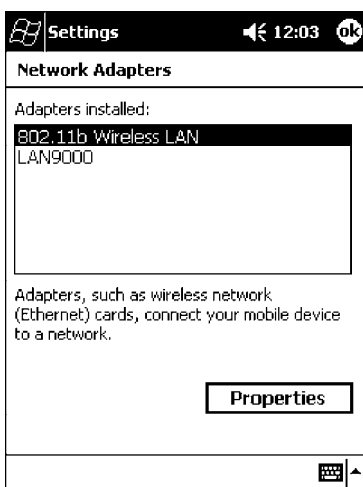 Settings 12:03 ok
Network Adapters
Adapters installed:
802.11b Wireless LAN
LAN9000
Adapters, such as wireless network
(Ethernet) cards, connect your mobile device
to a network.
Properties